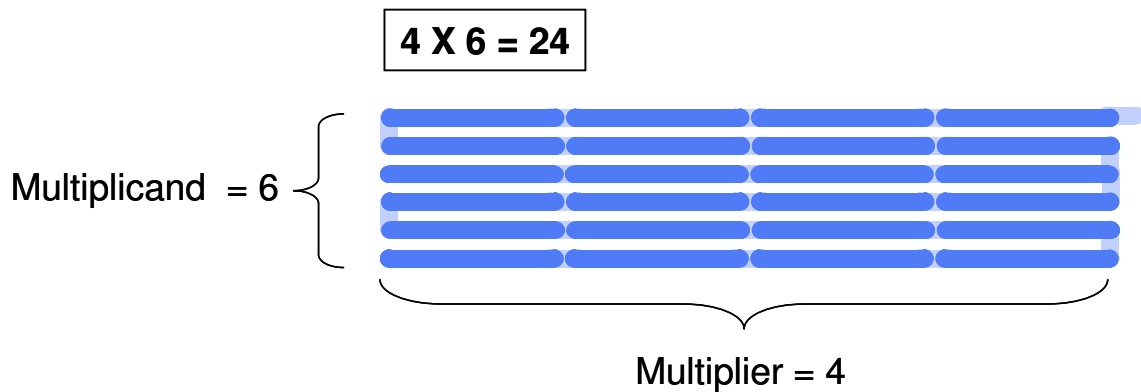 4 X 6 = 24
Multiplicand = 6
Multiplier = 4